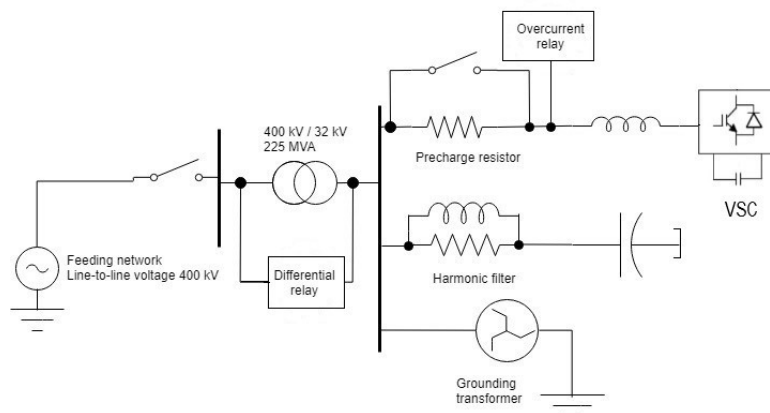 Overcurrent
relay
400 kV / 32 kV
225 MVA
Precharge resistor
VSC
Feeding network
Line-to-line voltage 400 kV
Differential
relay
Harmonic filter
Grounding
transformer